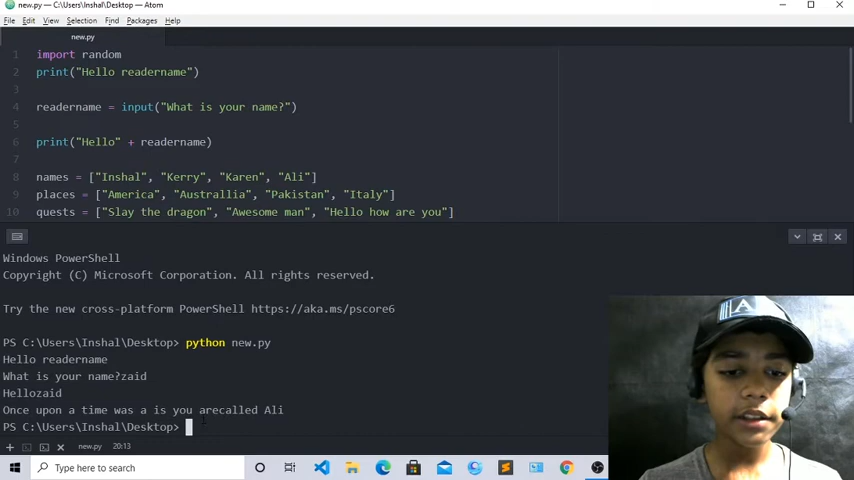 new.py — C:\Users\Inshal\Desktop — Atom
File Edit View Selection Find Packages Help
new.py
1 import random
2 print("Hello readername")
3
4 readername = input("What is your name?")
5
6 print("Hello" + readername)
7
8 names = ["Inshal", "Kerry", "Karen", "Ali"]
9 places = ["America", "Australlia", "Pakistan", "Italy"]
10 quests = ["Slay the dragon", "Awesome man", "Hello how are you"]
Windows PowerShell
Copyright (C) Microsoft Corporation. All rights reserved.
Try the new cross-platform PowerShell https://aka.ms/pscore6
PS C:\Users\Inshal\Desktop> python new.py
Hello readername
What is your name?zaid
Hellozaid
Once upon a time was a is you arecalled Ali
PS C:\Users\Inshal\Desktop>
new.py 20:13
Type here to search